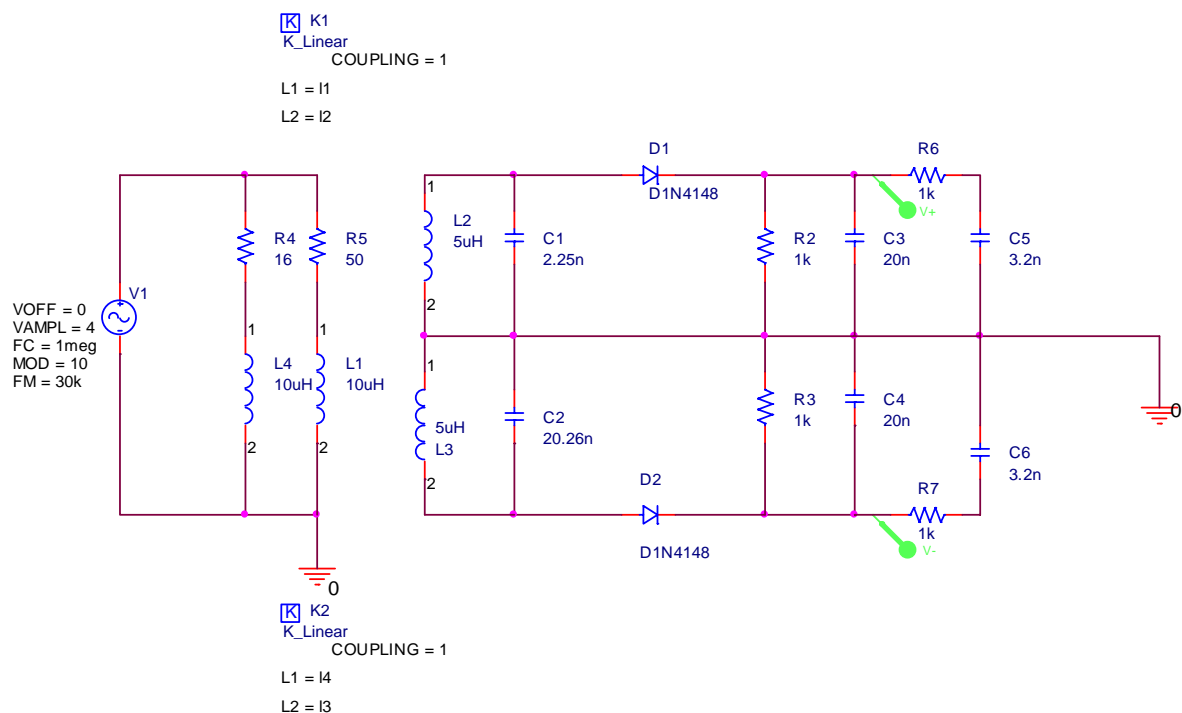 K K1
K_Linear
COUPLING = 1
L1 = l1
L2 = l2
D1
D1N4148
R6
1k
V+
1
L2
5uH
2
C1
2.25n
R2
1k
C3
20n
C5
3.2n
R4
16
R5
50
V1
VOFF = 0
VAMPL = 4
FC = 1meg
MOD = 10
FM = 30k
1
L4
10uH
2
1
L1
10uH
2
1
5uH
L3
2
C2
20.26n
R3
1k
C4
20n
0
C6
3.2n
D2
D1N4148
R7
1k
V-
0
K K2
K_Linear
COUPLING = 1
L1 = l4
L2 = l3